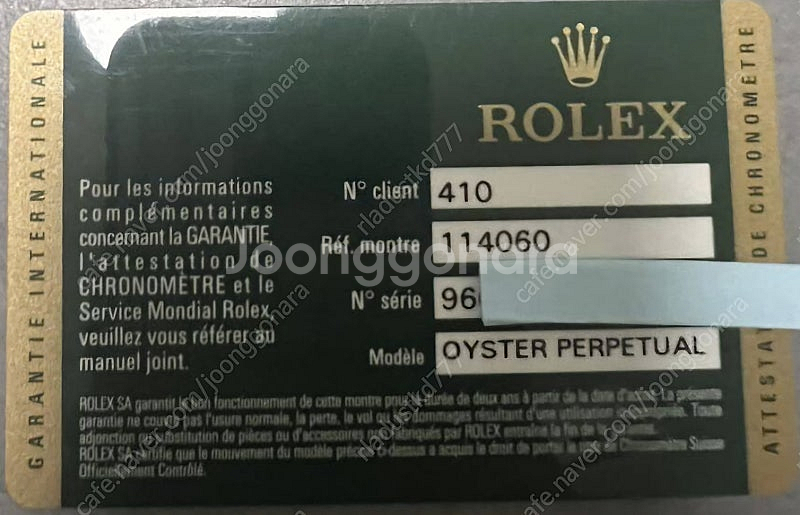 ROLEX
GARANTIE INTERNATIONALE
Pour les informations
complémentaires
concernant la GARANTIE,
l'attestation de
CHRONOMÈTRE et le
Service Mondial Rolex,
veuillez vous référer au
manuel joint.
N° client 410
Réf. montre 114060
N° série 96
Modèle OYSTER PERPETUAL
ROLEX SA garantit le bon fonctionnement de cette montre pour la durée de deux ans à partir de la date d'achat. La présente
garantie ne couvre pas l'usure normale, la perte, le vol ou les dommages résultant d'une utilisation Toute
adjonction ou substitution de pièces ou d'accessoires non fabriqués par ROLEX entraîne la fin de la garantie.
ROLEX SA certifie que le mouvement du modèle précité ci-dessus a acquis le droit de porter le titre de Chronomètre Suisse
Officiellement Contrôlé.
ATTESTAT DE CHRONOMÈTRE
Joonggonara
cafe.naver.com/joonggonara
rladntkd777